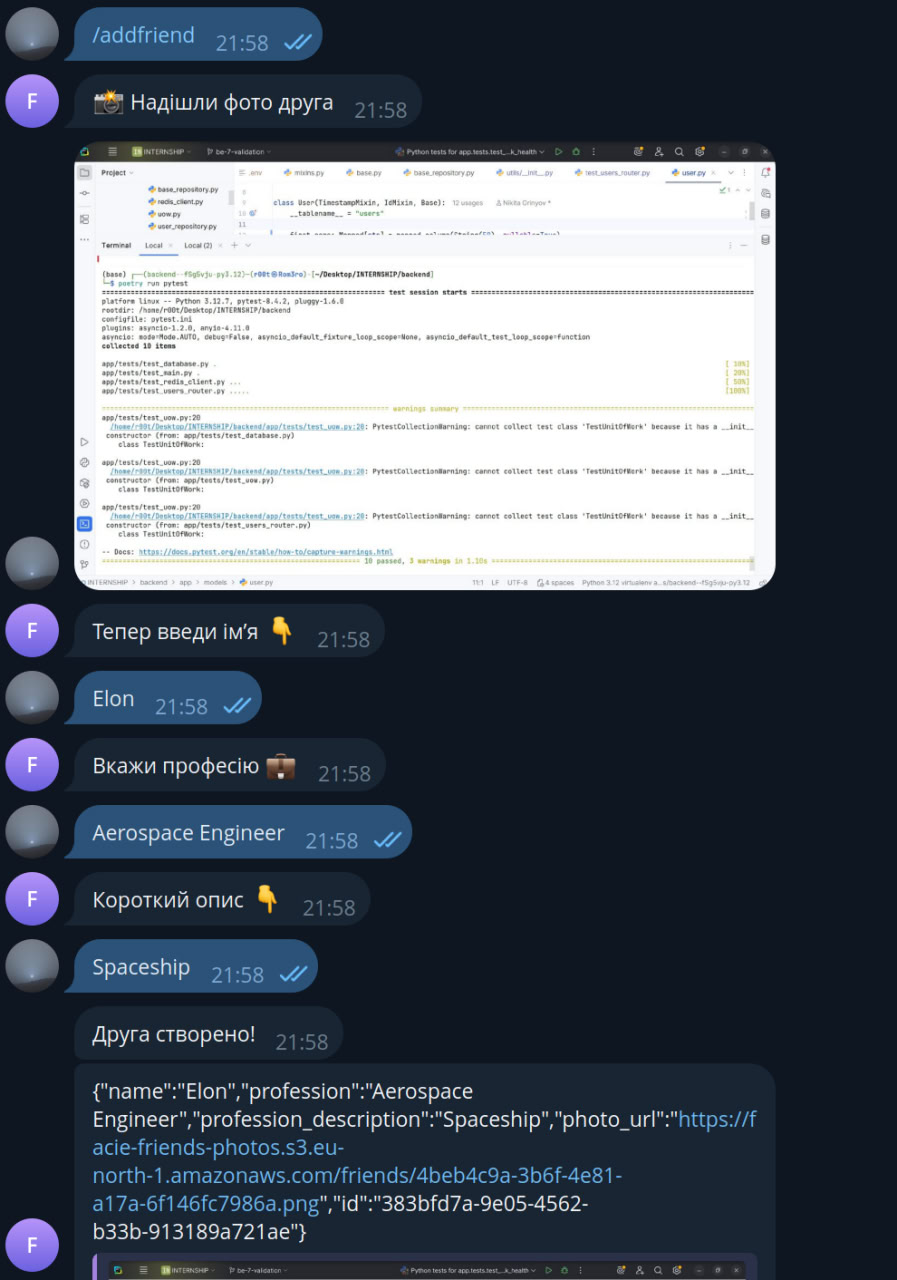 /addfriend 21:58
F
Надішли фото друга 21:58
INTERNSHIP be-7-validation Python tests for app.tests.test_...k_health
Project .env mixins.py base.py base_repository.py utils/__init__.py test_users_router.py user.py
base_repository.py
redis_client.py
uow.py
user_repository.py
8
9
class User(TimestampMixin, IdMixin, Base): 12 usages Nikita Grinyov *
10 __tablename__ = "users"
11
Terminal Local Local (2)
(base) (backend--fSg5vju-py3.12)-(r00t@Rom3ro)-[~/Desktop/INTERNSHIP/backend]
$ poetry run pytest
test session starts
platform linux -- Python 3.12.7, pytest-8.4.2, pluggy-1.6.0
rootdir: /home/r00t/Desktop/INTERNSHIP/backend
configfile: pytest.ini
plugins: asyncio-1.2.0, anyio-4.11.0
asyncio: mode=Mode.AUTO, debug=False, asyncio_default_fixture_loop_scope=None, asyncio_default_test_loop_scope=function
collected 10 items
app/tests/test_database.py . [ 10%]
app/tests/test_main.py . [ 20%]
app/tests/test_redis_client.py ... [ 50%]
app/tests/test_users_router.py ..... [100%]
warnings summary
app/tests/test_uow.py:20
/home/r00t/Desktop/INTERNSHIP/backend/app/tests/test_uow.py:20: PytestCollectionWarning: cannot collect test class 'TestUnitOfWork' because it has a __init__
constructor (from: app/tests/test_database.py)
class TestUnitOfWork:
app/tests/test_uow.py:20
/home/r00t/Desktop/INTERNSHIP/backend/app/tests/test_uow.py:20: PytestCollectionWarning: cannot collect test class 'TestUnitOfWork' because it has a __init__
constructor (from: app/tests/test_uow.py)
class TestUnitOfWork:
app/tests/test_uow.py:20
/home/r00t/Desktop/INTERNSHIP/backend/app/tests/test_uow.py:20: PytestCollectionWarning: cannot collect test class 'TestUnitOfWork' because it has a __init__
constructor (from: app/tests/test_users_router.py)
class TestUnitOfWork:
-- Docs: https://docs.pytest.org/en/stable/how-to/capture-warnings.html
10 passed, 3 warnings in 1.10s
INTERNSHIP > backend > app > models > user.py 11:1 LF UTF-8 4 spaces Python 3.12 virtualenv a...s/backend--fSg5vju-py3.12
F
Тепер введи ім’я 21:58
Elon 21:58
F
Вкажи професію 21:58
Aerospace Engineer 21:58
F
Короткий опис 21:58
Spaceship 21:58
Друга створено! 21:58
{"name":"Elon","profession":"Aerospace
Engineer","profession_description":"Spaceship","photo_url":"https://f
acie-friends-photos.s3.eu-
north-1.amazonaws.com/friends/4beb4c9a-3b6f-4e81-
a17a-6f146fc7986a.png","id":"383bfd7a-9e05-4562-
b33b-913189a721ae"}
F
INTERNSHIP be-7-validation Python tests for app.tests.test_...k_health